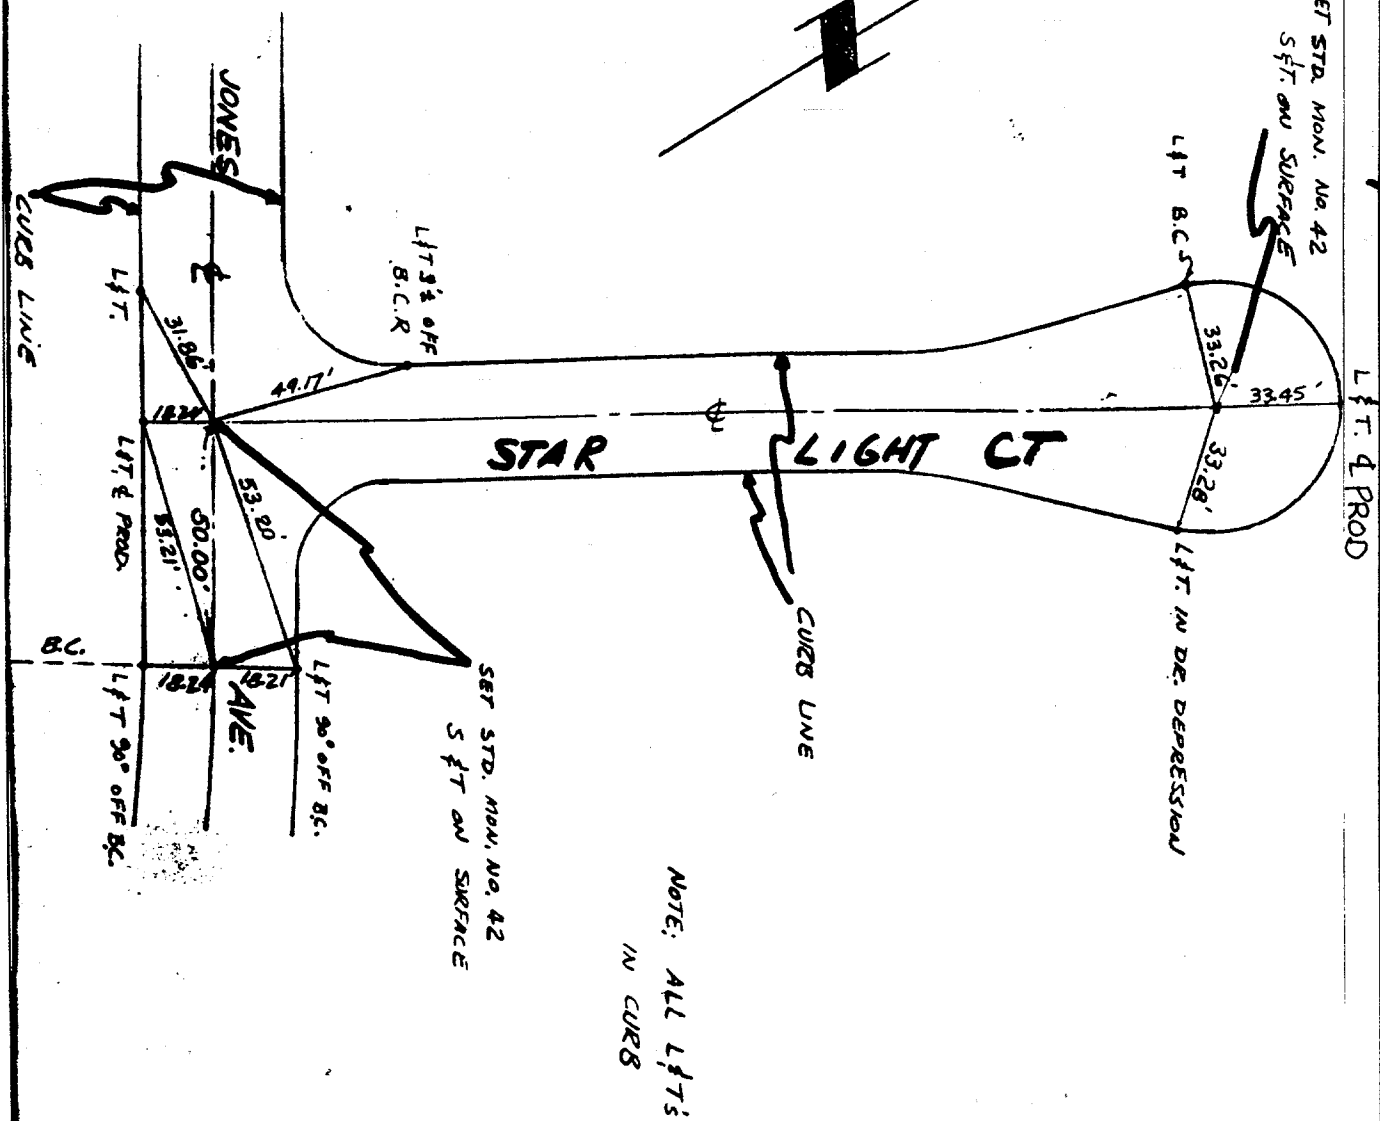 SET STD. MON. No. 42
S &T. ON SURFACE
L&T B.C.
33.26'
33.45'
33.28'
L&T. ȼ PROD
L&T. IN DR. DEPRESSION
JONES
AVE.
℄
CURB LINE
L&T.
31.86'
18.24'
L&T ℄ PROD.
49.17'
B.C.R
53.20'
53.21'
50.00'
B.C.
18.24'
18.21'
L&T 90° OFF B.C.
L&T 90° OFF B.C.
STAR LIGHT CT
℄
CURB LINE
SET STD. MON. NO. 42
S &T ON SURFACE
NOTE: ALL L&T's
IN CURB